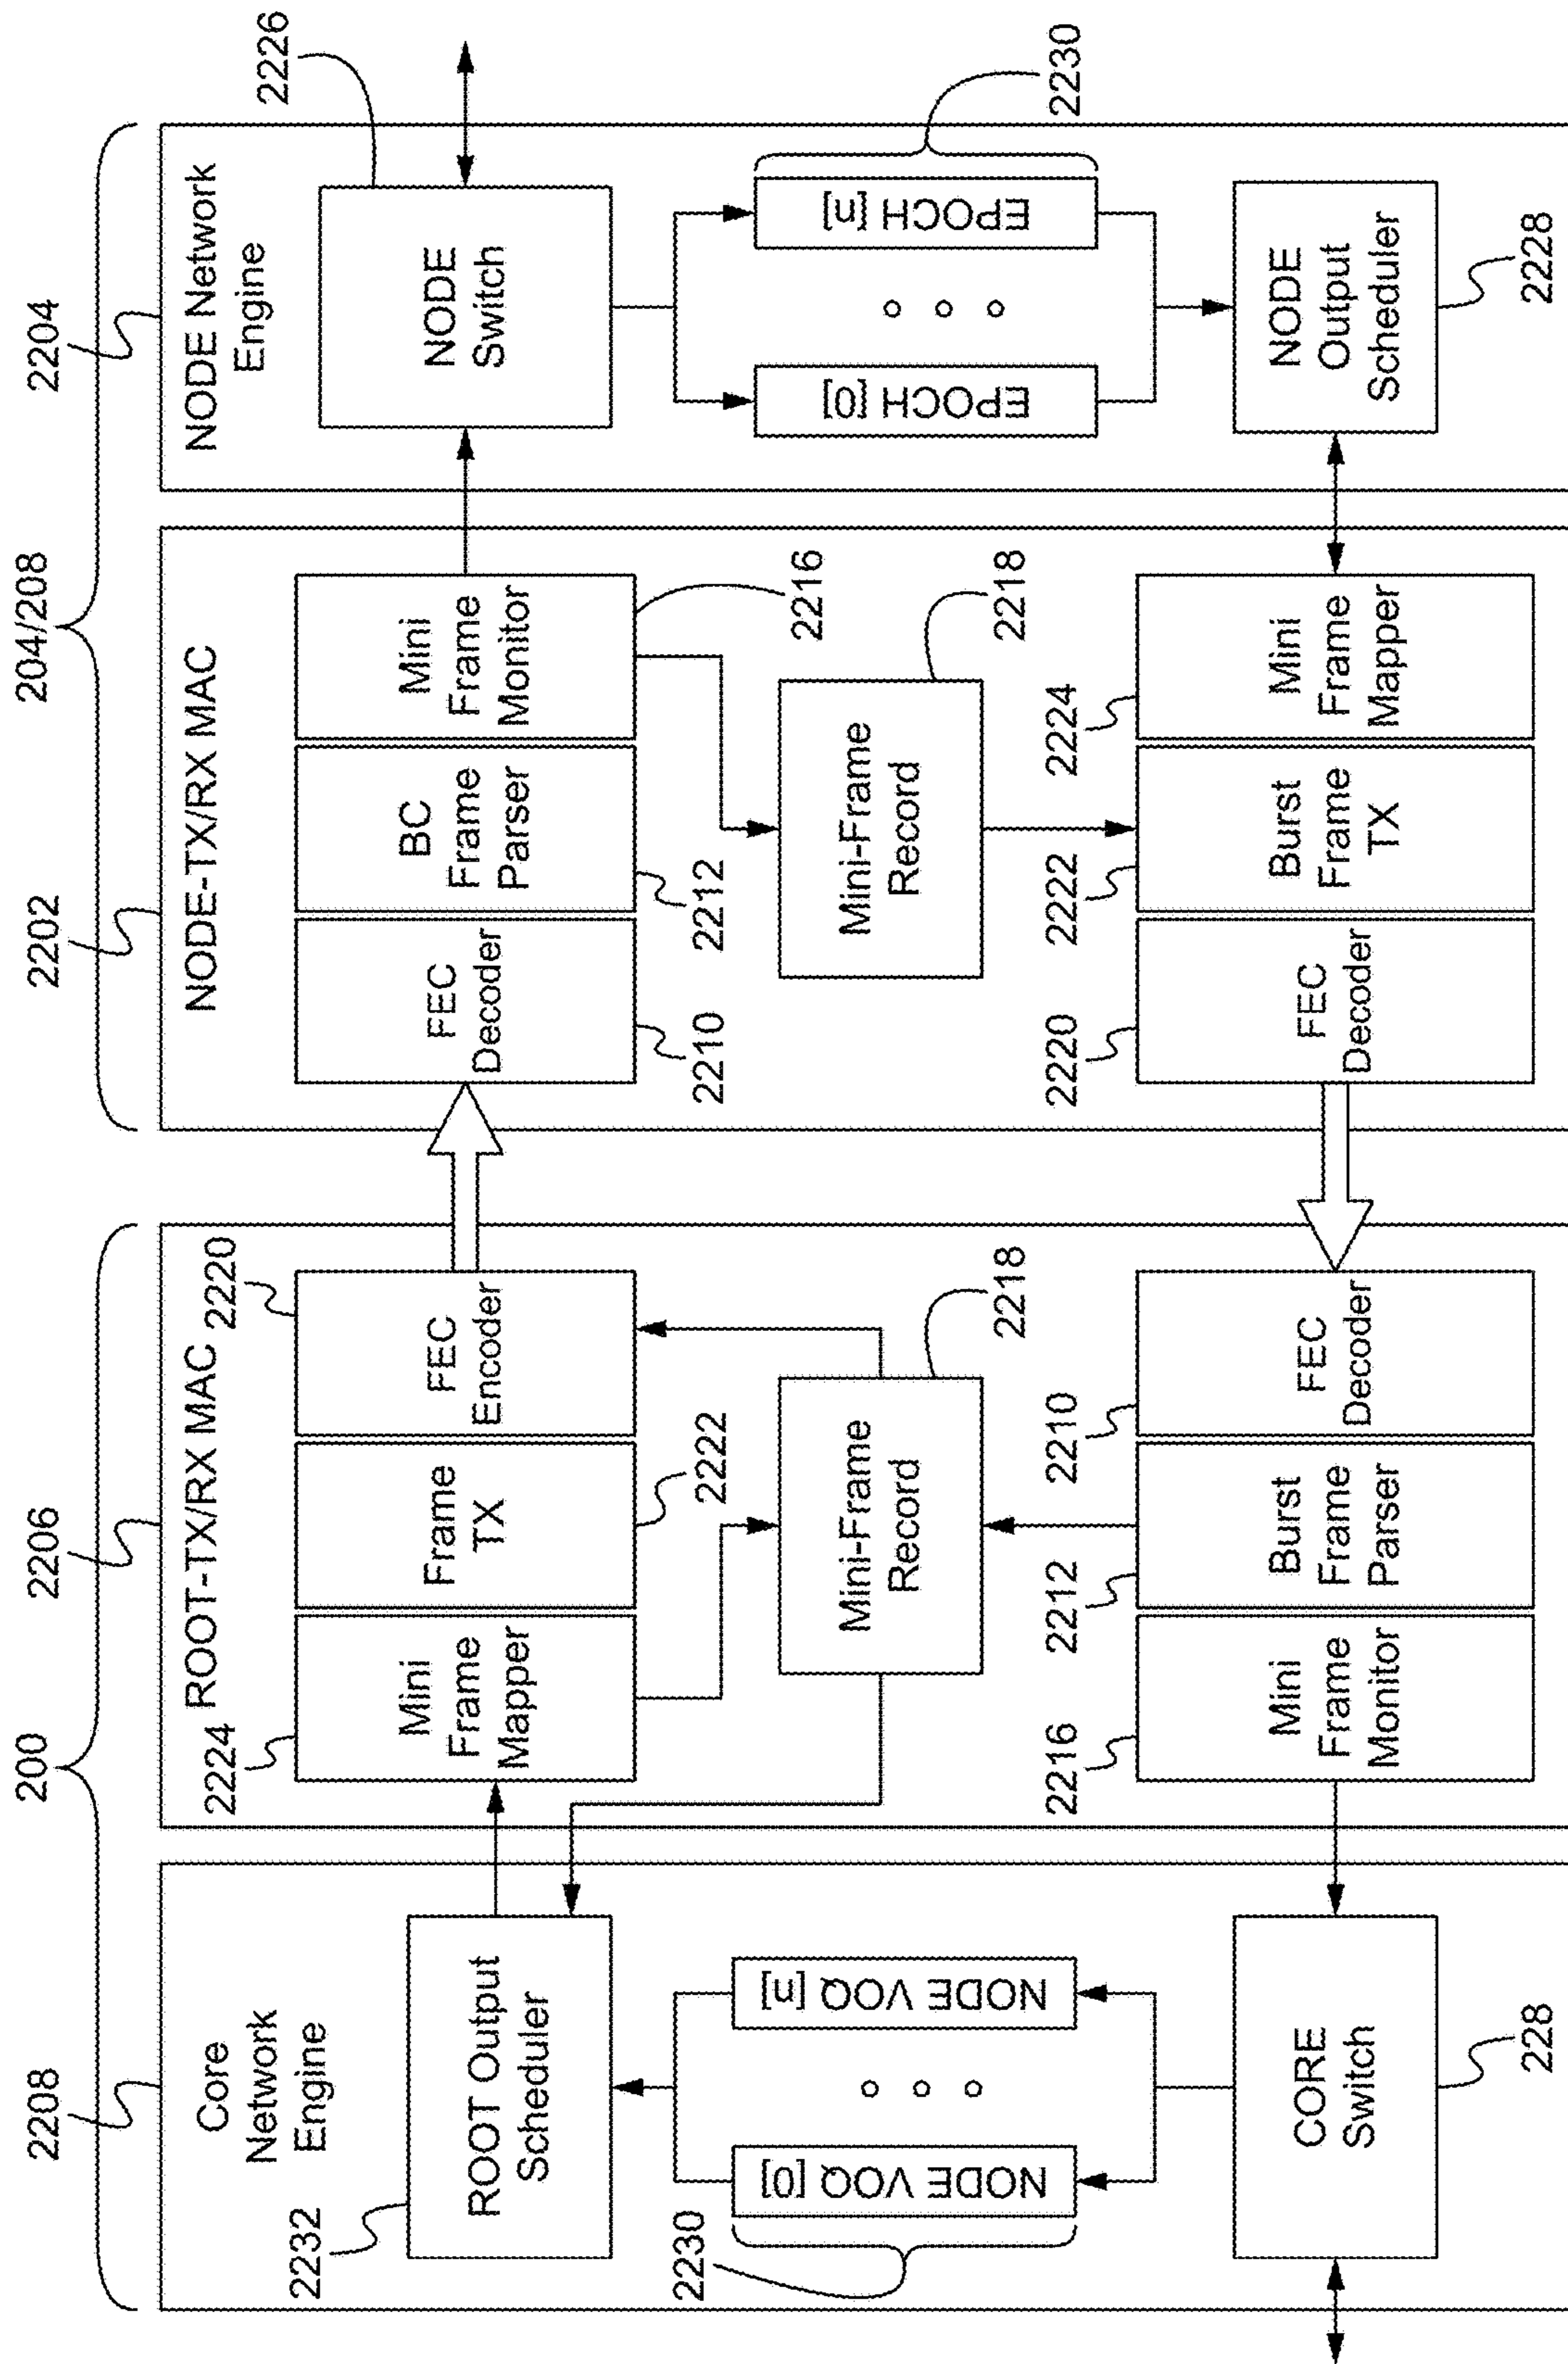 200
204/208
2208
2206
2202
2204
Core
Network
Engine
2232
ROOT Output
Scheduler
2230
NODE VOQ [0]
NODE VOQ [n]
CORE
Switch
228
ROOT-TX/RX MAC
2224
Mini
Frame
Mapper
Frame
TX
2222
FEC
Encoder
2220
Mini-Frame
Record
2218
2216
Mini
Frame
Monitor
2212
Burst
Frame
Parser
2210
FEC
Decoder
NODE-TX/RX MAC
FEC
Decoder
2210
BC
Frame
Parser
2212
Mini
Frame
Monitor
2216
Mini-Frame
Record
2218
2220
FEC
Decoder
2222
Burst
Frame
TX
2224
Mini
Frame
Mapper
NODE Network
Engine
2226
NODE
Switch
EPOCH [0]
EPOCH [n]
2230
NODE
Output
Scheduler
2228